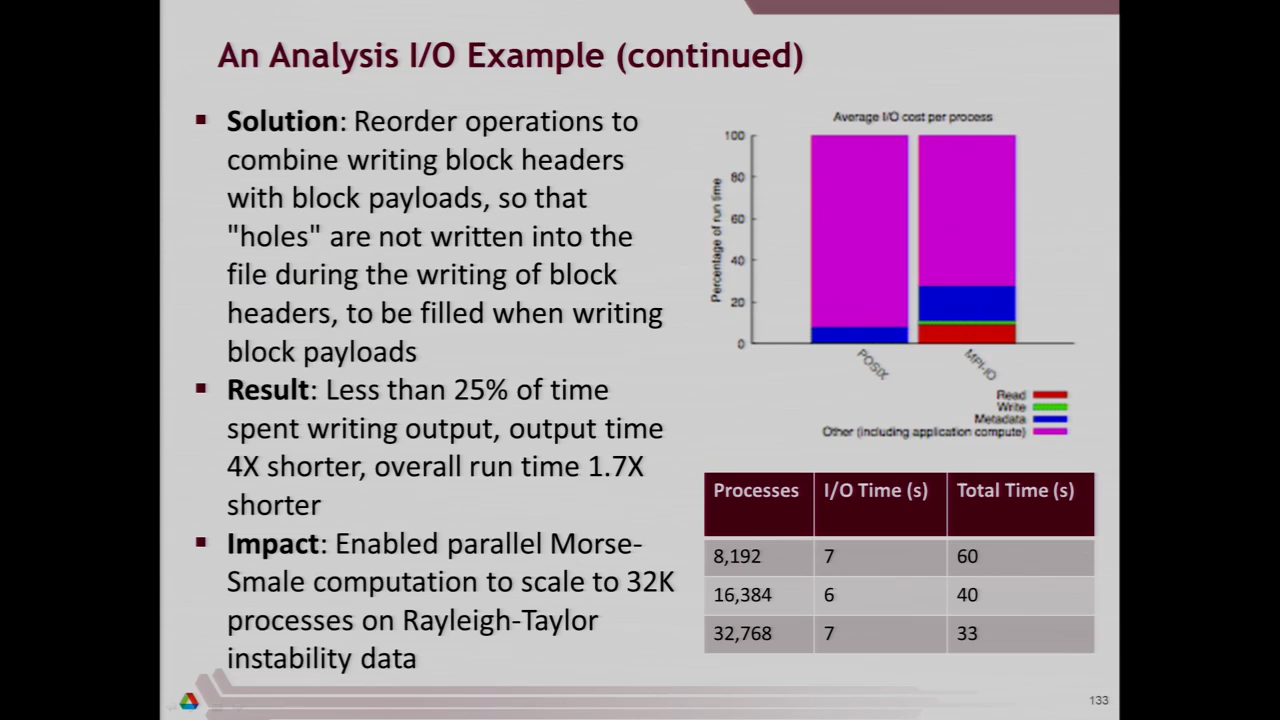 An Analysis I/O Example (continued)
▪ Solution: Reorder operations to
combine writing block headers
with block payloads, so that
"holes" are not written into the
file during the writing of block
headers, to be filled when writing
block payloads
▪ Result: Less than 25% of time
spent writing output, output time
4X shorter, overall run time 1.7X
shorter
▪ Impact: Enabled parallel Morse-
Smale computation to scale to 32K
processes on Rayleigh-Taylor
instability data
Average I/O cost per process
Percentage of run time
100
80
60
40
20
0
POSIX
MPI-IO
Read
Write
Metadata
Other (including application compute)
Processes I/O Time (s) Total Time (s)
8,192 7 60
16,384 6 40
32,768 7 33
133